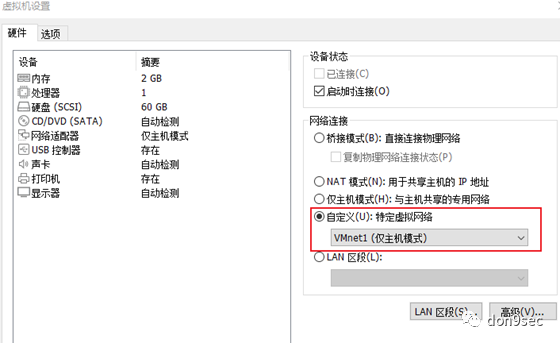 虚拟机设置
硬件 选项
设备 摘要
内存 2 GB
处理器 1
硬盘 (SCSI) 60 GB
CD/DVD (SATA) 自动检测
网络适配器 仅主机模式
USB 控制器 存在
声卡 自动检测
打印机 存在
显示器 自动检测
设备状态
已连接(C)
启动时连接(O)
网络连接
桥接模式(B): 直接连接物理网络
复制物理网络连接状态(P)
NAT 模式(N): 用于共享主机的 IP 地址
仅主机模式(H): 与主机共享的专用网络
自定义(U): 特定虚拟网络
VMnet1 (仅主机模式)
LAN 区段(L):
LAN 区段(S)... 高级(V)...
don9sec